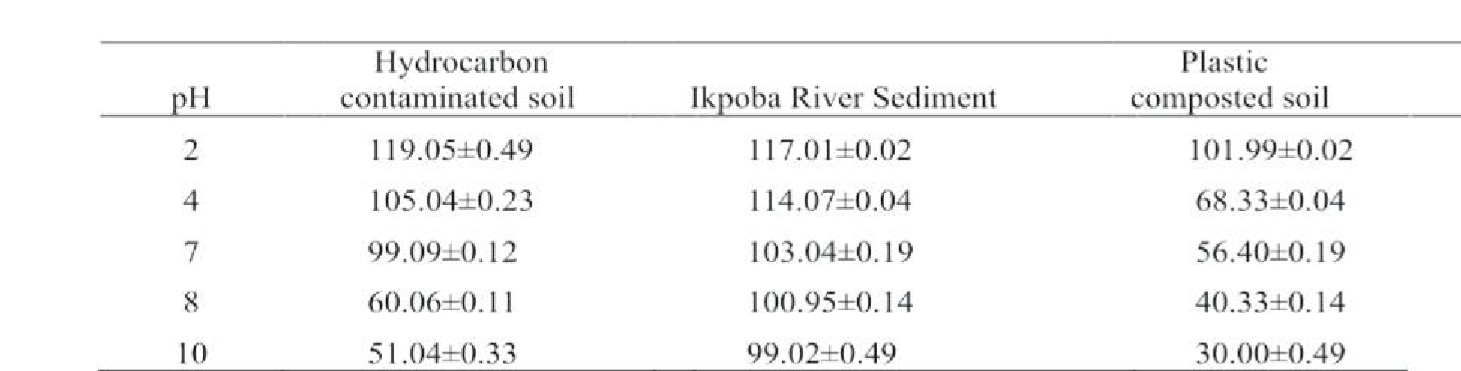 Hydrocarbon Plastic
pH contaminated soil Ikpoba River Sediment composted soil
2 119.05±0.49 117.01±0.02 101.99±0.02
4 105.04±0.23 114.07±0.04 68.33±0.04
7 99.09±0.12 103.04±0.19 56.40±0.19
8 60.06±0.11 100.95±0.14 40.33±0.14
10 51.04±0.33 99.02±0.49 30.00±0.49